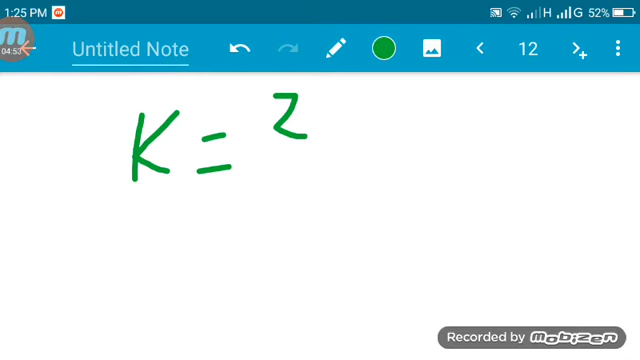 1:25 PM H G 52%
04:53 Untitled Note 12
K = 2
Recorded by Mobizen